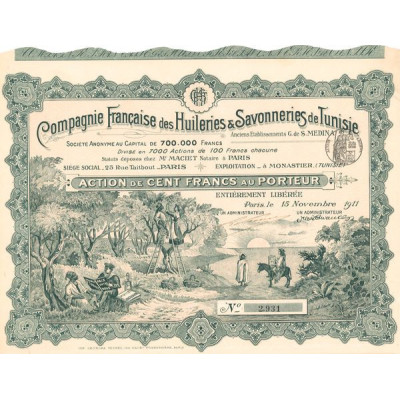 Compagnie Française des Huileries & Savonneries de Tunisie
Anciens Etablissements G. de S. MEDINA
SOCIÉTÉ ANONYME AU CAPITAL DE 700.000 FRANCS
Divisé en 7000 Actions de 100 Francs chacune
Statuts déposés chez Me MACIET Notaire à PARIS
SIÈGE SOCIAL, 25 Rue Taitbout _ PARIS
EXPLOITATION _ À MONASTIER. (TUNISIE)
ACTION DE CENT FRANCS AU PORTEUR
ENTIÈREMENT LIBÉRÉE
Paris, le 15 Novembre 1911
UN ADMINISTRATEUR
UN ADMINISTRATEUR
No 2,931